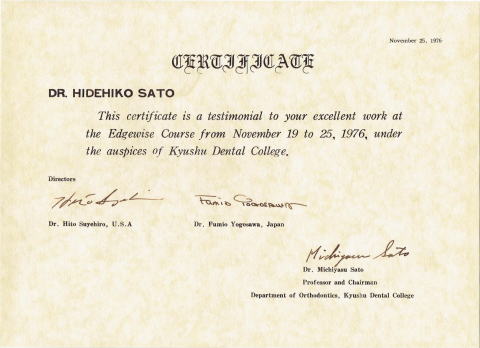 November 25, 1976
CERTIFICATE
DR. HIDEHIKO SATO
This certificate is a testimonial to your excellent work at
the Edgewise Course from November 19 to 25, 1976, under
the auspices of Kyushu Dental College.
Directors
Hito Suyehiro
Fumio Yogosawa
Dr. Hito Suyehiro, U.S.A
Dr. Fumio Yogosawa, Japan
Michiyasu Sato
Dr. Michiyasu Sato
Professor and Chairman
Department of Orthodontics, Kyushu Dental College